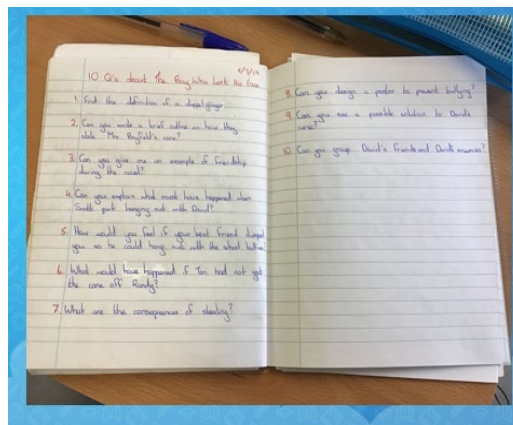 4/3/19
10 Q's about The Boy Who Lost His Face
1. Find the definition of a doppelganger.
2. Can you write a brief outline on how they
stole Mrs Bayfield's cane?
3. Can you give me an example of friendship
during the novel?
4. Can you explain what must have happened when
Scott quit hanging out with David?
5. How would you feel if your best friend dumped
you so he could hang out with the school bullies?
6. What would have happened if Tori had not got
the cane off Randy?
7. What are the consequences of stealing?
8. Can you design a poster to prevent bullying?
9. Can you see a possible solution to David's
curse?
10. Can you group David's friends and David's enemies?